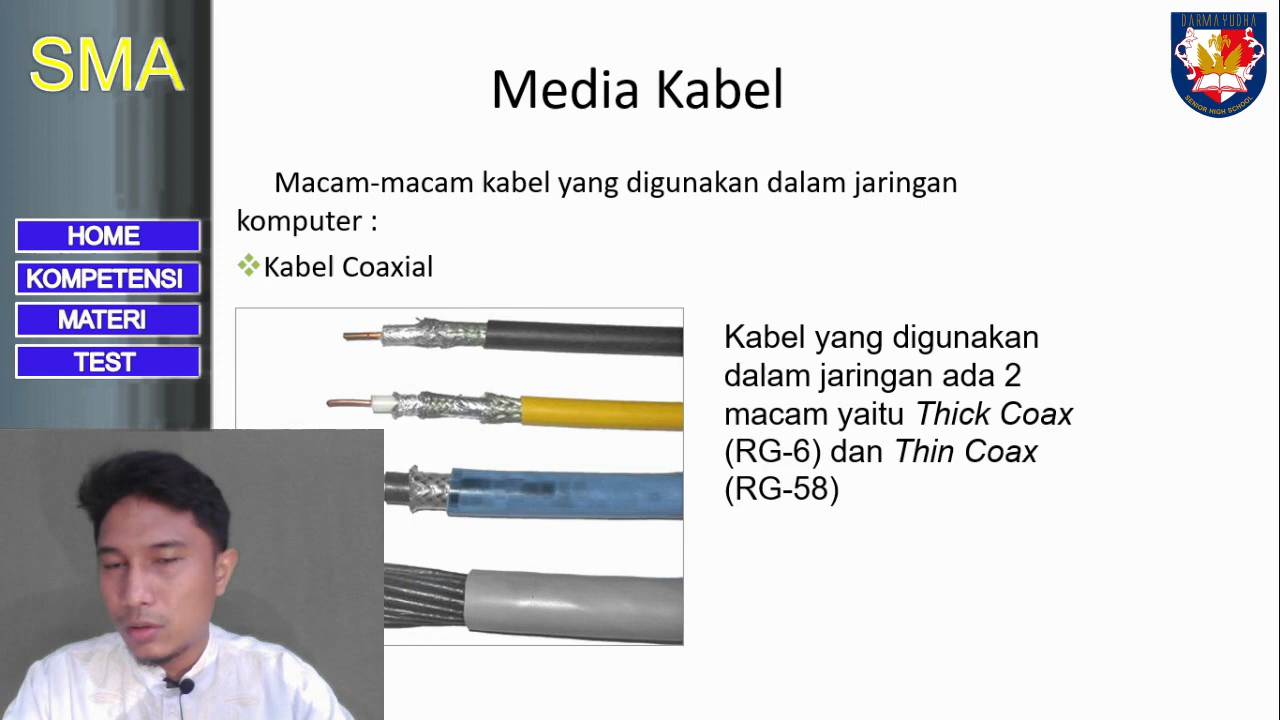 SMA
DARMA YUDHA
SENIOR HIGH SCHOOL
Media Kabel
Macam-macam kabel yang digunakan dalam jaringan
komputer :
Kabel Coaxial
HOME
KOMPETENSI
MATERI
TEST
Kabel yang digunakan
dalam jaringan ada 2
macam yaitu Thick Coax
(RG-6) dan Thin Coax
(RG-58)